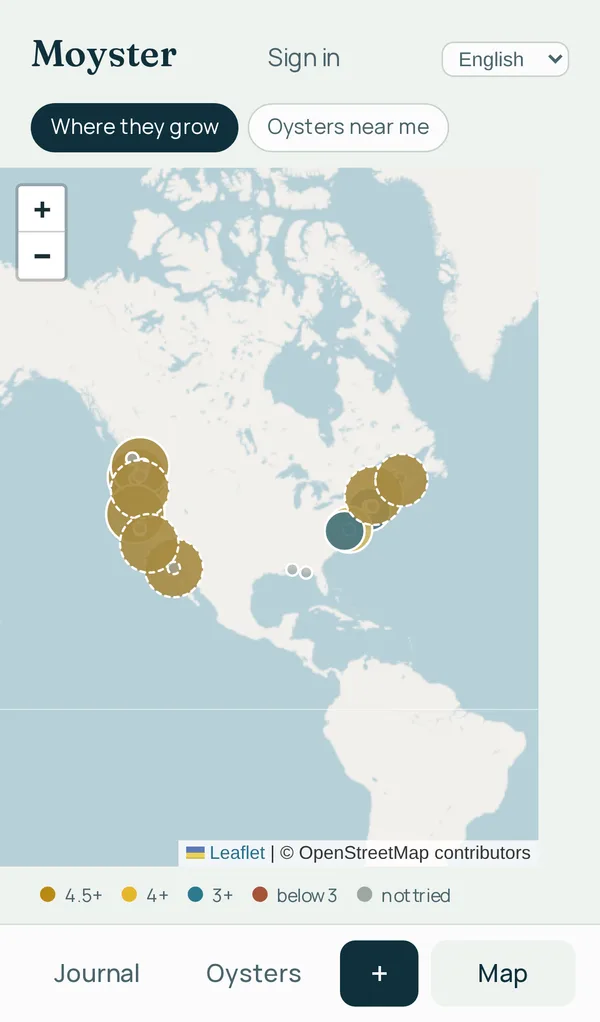 Moyster
Sign in
English
Where they grow
Oysters near me
+
−
Leaflet | © OpenStreetMap contributors
4.5+ 4+ 3+ below 3 not tried
Journal Oysters + Map